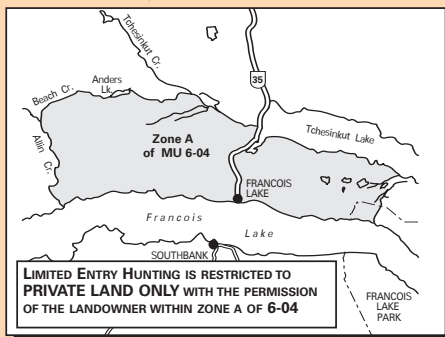 Tchesinkut Cr.
35
Anders
Lk.
Beach Cr.
Allin Cr.
Zone A
of MU 6-04
Tchesinkut Lake
FRANCOIS
LAKE
Francois
Lake
SOUTHBANK
LIMITED ENTRY HUNTING IS RESTRICTED TO
PRIVATE LAND ONLY WITH THE PERMISSION
OF THE LANDOWNER WITHIN ZONE A OF 6-04
FRANCOIS
LAKE
PARK